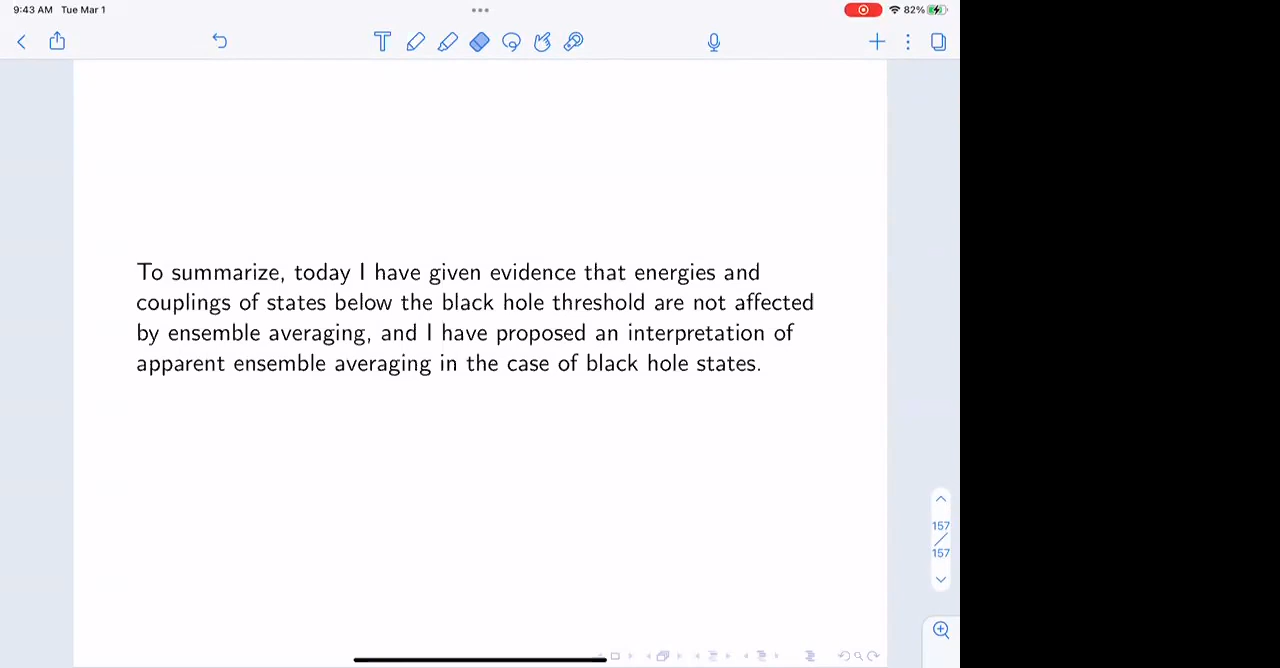 9:43 AM Tue Mar 1
82%
To summarize, today I have given evidence that energies and
couplings of states below the black hole threshold are not affected
by ensemble averaging, and I have proposed an interpretation of
apparent ensemble averaging in the case of black hole states.
157
157